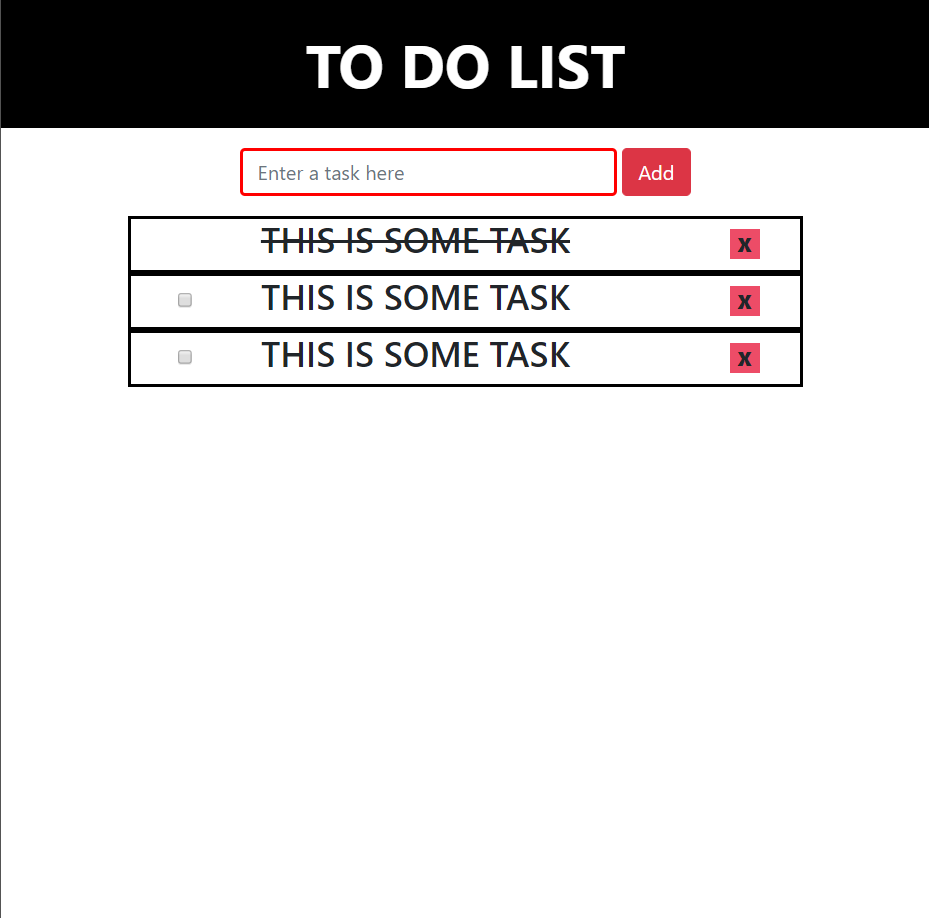 TO DO LIST
Enter a task here Add
THIS IS SOME TASK X
THIS IS SOME TASK X
THIS IS SOME TASK X